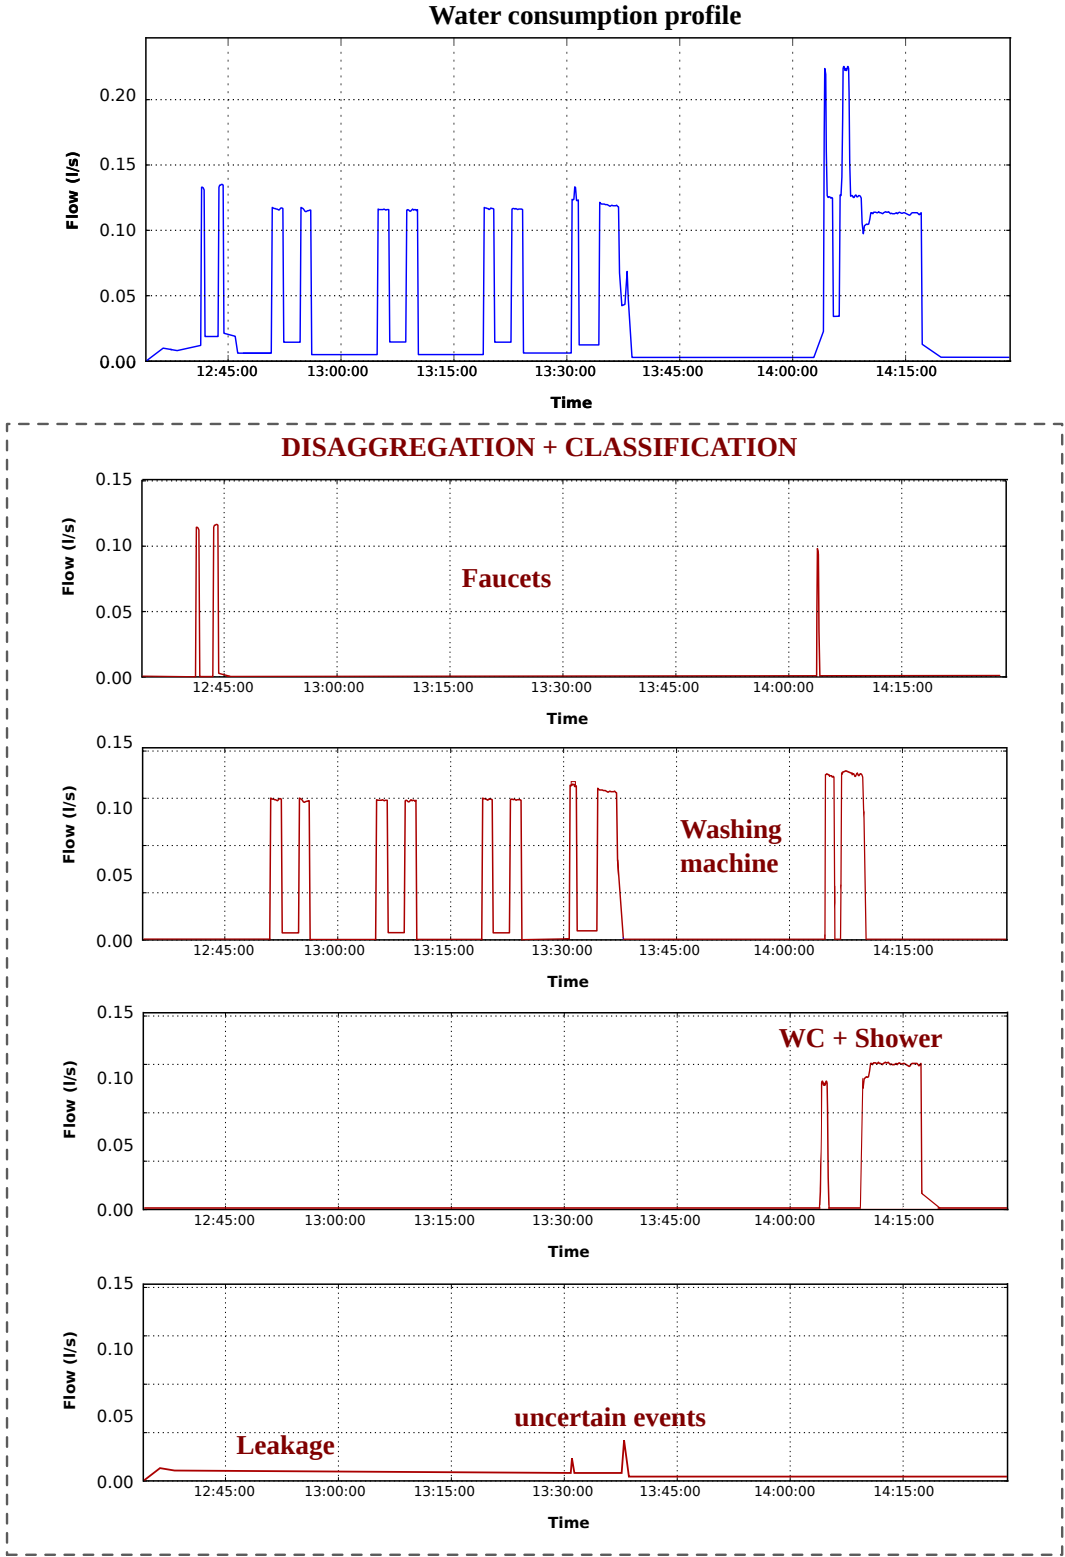 Water consumption profile
Flow (l/s)
0.20
0.15
0.10
0.05
0.00
12:45:00 13:00:00 13:15:00 13:30:00 13:45:00 14:00:00 14:15:00
Time
DISAGGREGATION + CLASSIFICATION
Flow (l/s)
0.15
0.10
0.05
0.00
Faucets
12:45:00 13:00:00 13:15:00 13:30:00 13:45:00 14:00:00 14:15:00
Time
Flow (l/s)
0.15
0.10
0.05
0.00
Washing
machine
12:45:00 13:00:00 13:15:00 13:30:00 13:45:00 14:00:00 14:15:00
Time
Flow (l/s)
0.15
0.10
0.05
0.00
WC + Shower
12:45:00 13:00:00 13:15:00 13:30:00 13:45:00 14:00:00 14:15:00
Time
Flow (l/s)
0.15
0.10
0.05
0.00
uncertain events
Leakage
12:45:00 13:00:00 13:15:00 13:30:00 13:45:00 14:00:00 14:15:00
Time